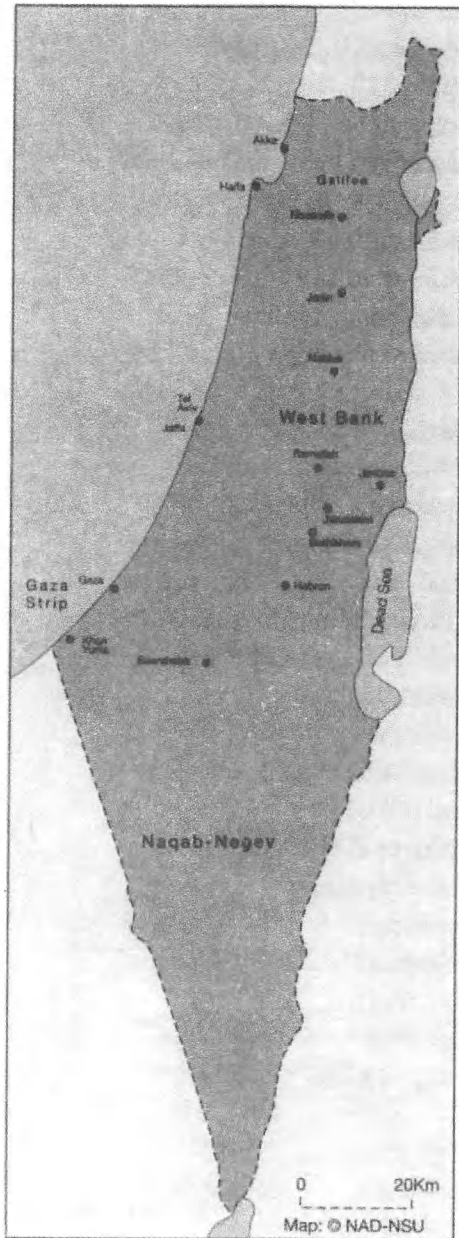 Akko
Galilee
Haifa
Nazareth
Jenin
Nablus
Tel
Aviv
Jaffa
West Bank
Ramallah
Jericho
Jerusalem
Bethlehem
Gaza
Gaza
Strip
Hebron
Dead Sea
Khan
Yunis
Beersheba
Naqab-Negev
0 20Km
Map: © NAD-NSU